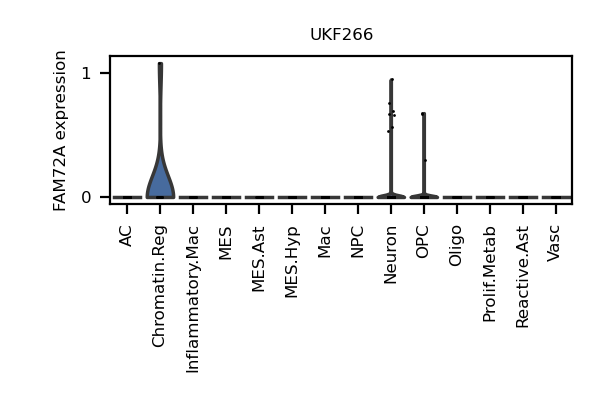 UKF266
FAM72A expression
1
0
AC
Chromatin.Reg
Inflammatory.Mac
MES
MES.Ast
MES.Hyp
Mac
NPC
Neuron
OPC
Oligo
Prolif.Metab
Reactive.Ast
Vasc